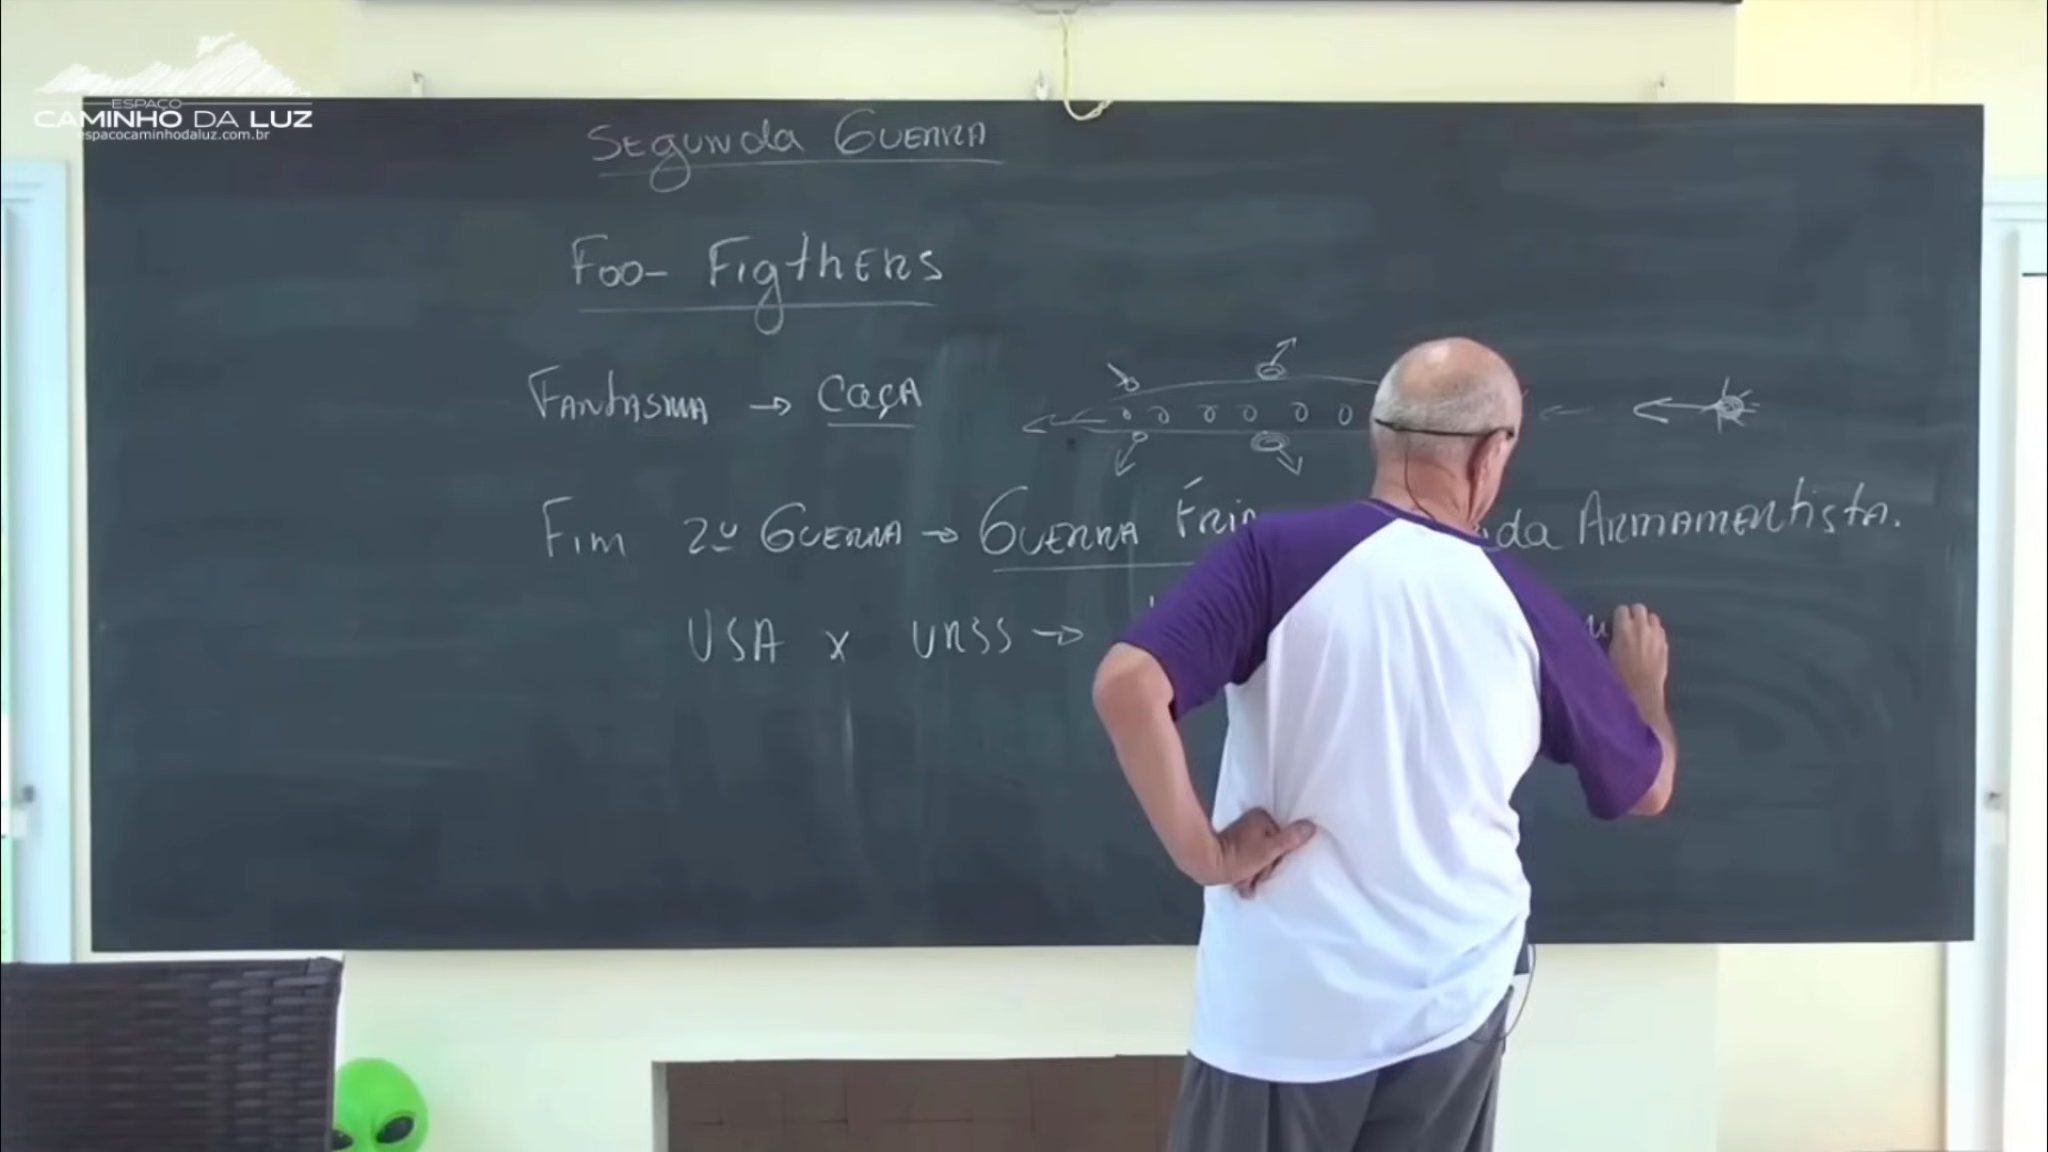 ESPAÇO
CAMINHO DA LUZ
espacocaminhodaluz.com.br
Segunda Guerra
Foo-Figthers
Fantasma → Caça
Fim 2ª Guerra → Guerra Fria Armamentista.
USA x URSS →